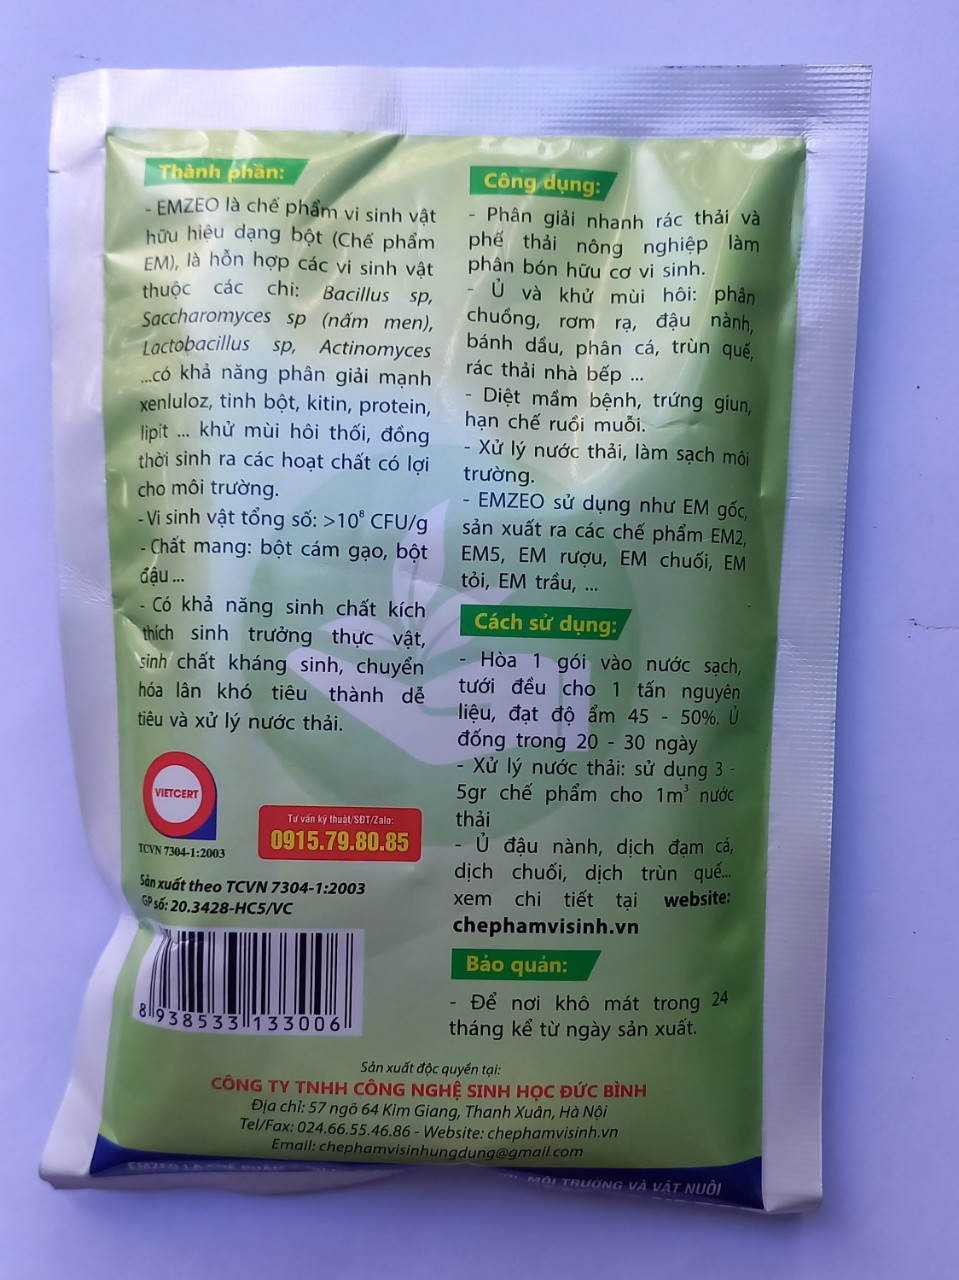 Thành phần:
- EMZEO là chế phẩm vi sinh vật
hữu hiệu dạng bột (Chế phẩm
EM), là hỗn hợp các vi sinh vật
thuộc các chi: Bacillus sp,
Saccharomyces sp (nấm men),
Lactobacillus sp, Actinomyces
...có khả năng phân giải mạnh
xenluloz, tinh bột, kitin, protein,
lipit ... khử mùi hôi thối, đồng
thời sinh ra các hoạt chất có lợi
cho môi trường.
- Vi sinh vật tổng số: >10⁸ CFU/g
- Chất mang: bột cám gạo, bột
đậu ...
- Có khả năng sinh chất kích
thích sinh trưởng thực vật,
sinh chất kháng sinh, chuyển
hóa lân khó tiêu thành dễ
tiêu và xử lý nước thải.
VIETCERT
TCVN 7304-1:2003
Tư vấn kỹ thuật/SĐT/Zalo:
0915.79.80.85
Sản xuất theo TCVN 7304-1:2003
GP số: 20.3428-HC5/VC
8 938533 133006
Công dụng:
- Phân giải nhanh rác thải và
phế thải nông nghiệp làm
phân bón hữu cơ vi sinh.
- Ủ và khử mùi hôi: phân
chuồng, rơm rạ, đậu nành,
bánh dầu, phân cá, trùn quế,
rác thải nhà bếp ...
- Diệt mầm bệnh, trứng giun,
hạn chế ruồi muỗi.
- Xử lý nước thải, làm sạch môi
trường.
- EMZEO sử dụng như EM gốc,
sản xuất ra các chế phẩm EM2,
EM5, EM rượu, EM chuối, EM
tỏi, EM trầu, ...
Cách sử dụng:
- Hòa 1 gói vào nước sạch,
tưới đều cho 1 tấn nguyên
liệu, đạt độ ẩm 45 - 50%. Ủ
đống trong 20 - 30 ngày
- Xử lý nước thải: sử dụng 3 -
5gr chế phẩm cho 1m³ nước
thải
- Ủ đậu nành, dịch đạm cá,
dịch chuối, dịch trùn quế...
xem chi tiết tại website:
chephamvisinh.vn
Bảo quản:
- Để nơi khô mát trong 24
tháng kể từ ngày sản xuất.
Sản xuất độc quyền tại:
CÔNG TY TNHH CÔNG NGHỆ SINH HỌC ĐỨC BÌNH
Địa chỉ: 57 ngõ 64 Kim Giang, Thanh Xuân, Hà Nội
Tel/Fax: 024.66.55.46.86 - Website: chephamvisinh.vn
Email: chephamvisinhungdung@gmail.com
EMZEO LÀ CHẾ PHẨM MÔI TRƯỜNG VÀ VẬT NUÔI